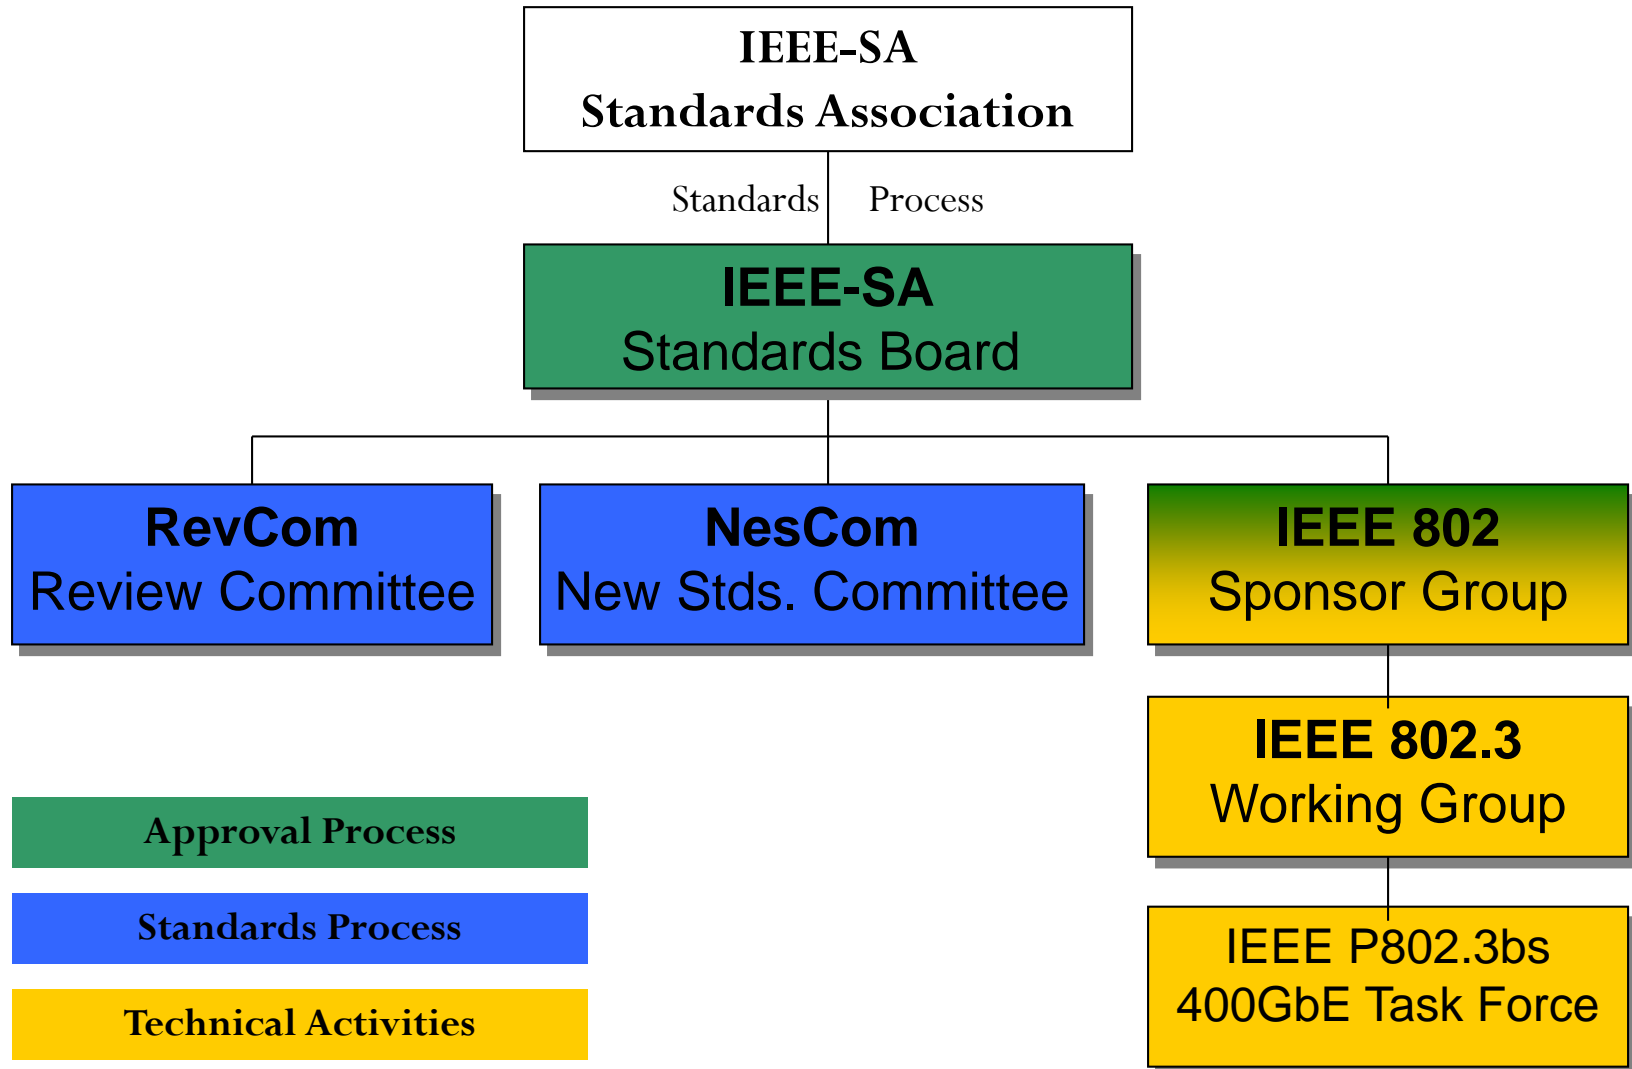 IEEE-SA
Standards Association
Standards Process
IEEE-SA
Standards Board
RevCom
Review Committee
NesCom
New Stds. Committee
IEEE 802
Sponsor Group
IEEE 802.3
Working Group
IEEE P802.3bs
400GbE Task Force
Approval Process
Standards Process
Technical Activities